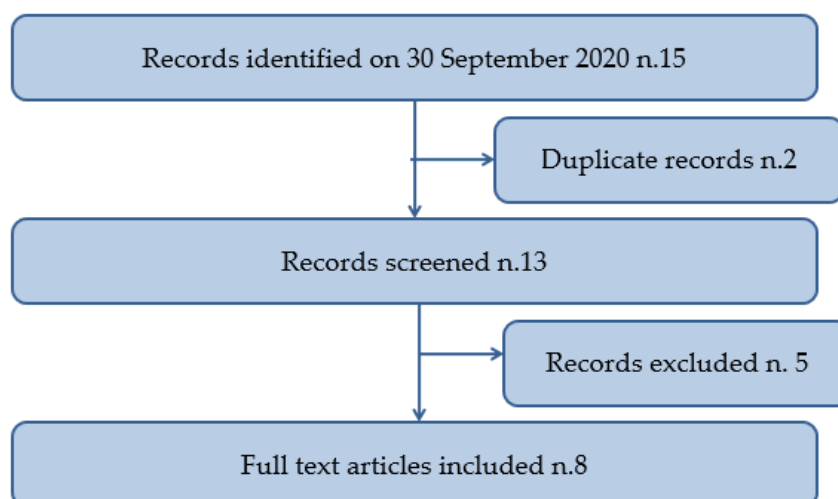 Records identified on 30 September 2020 n.15
Duplicate records n.2
Records screened n.13
Records excluded n. 5
Full text articles included n.8